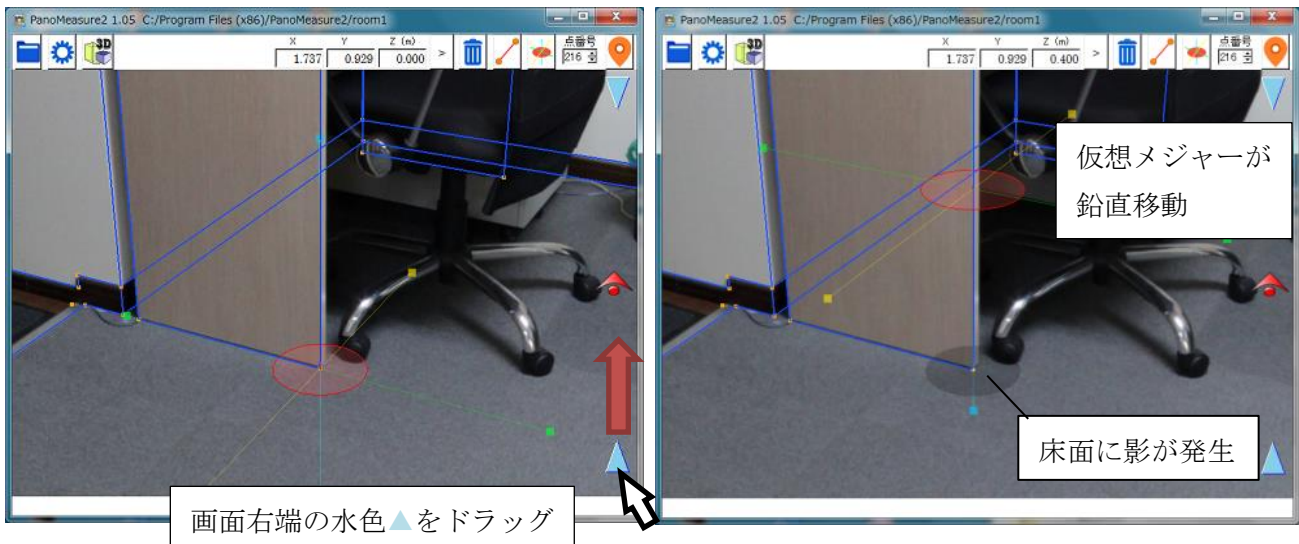 PanoMeasure2 1.05 C:/Program Files (x86)/PanoMeasure2/room1
3D
X Y Z (m)
1.737 0.929 0.000 >
点番号
216
画面右端の水色▲をドラッグ
PanoMeasure2 1.05 C:/Program Files (x86)/PanoMeasure2/room1
3D
X Y Z (m)
1.737 0.929 0.400 >
点番号
216
仮想メジャーが
鉛直移動
床面に影が発生